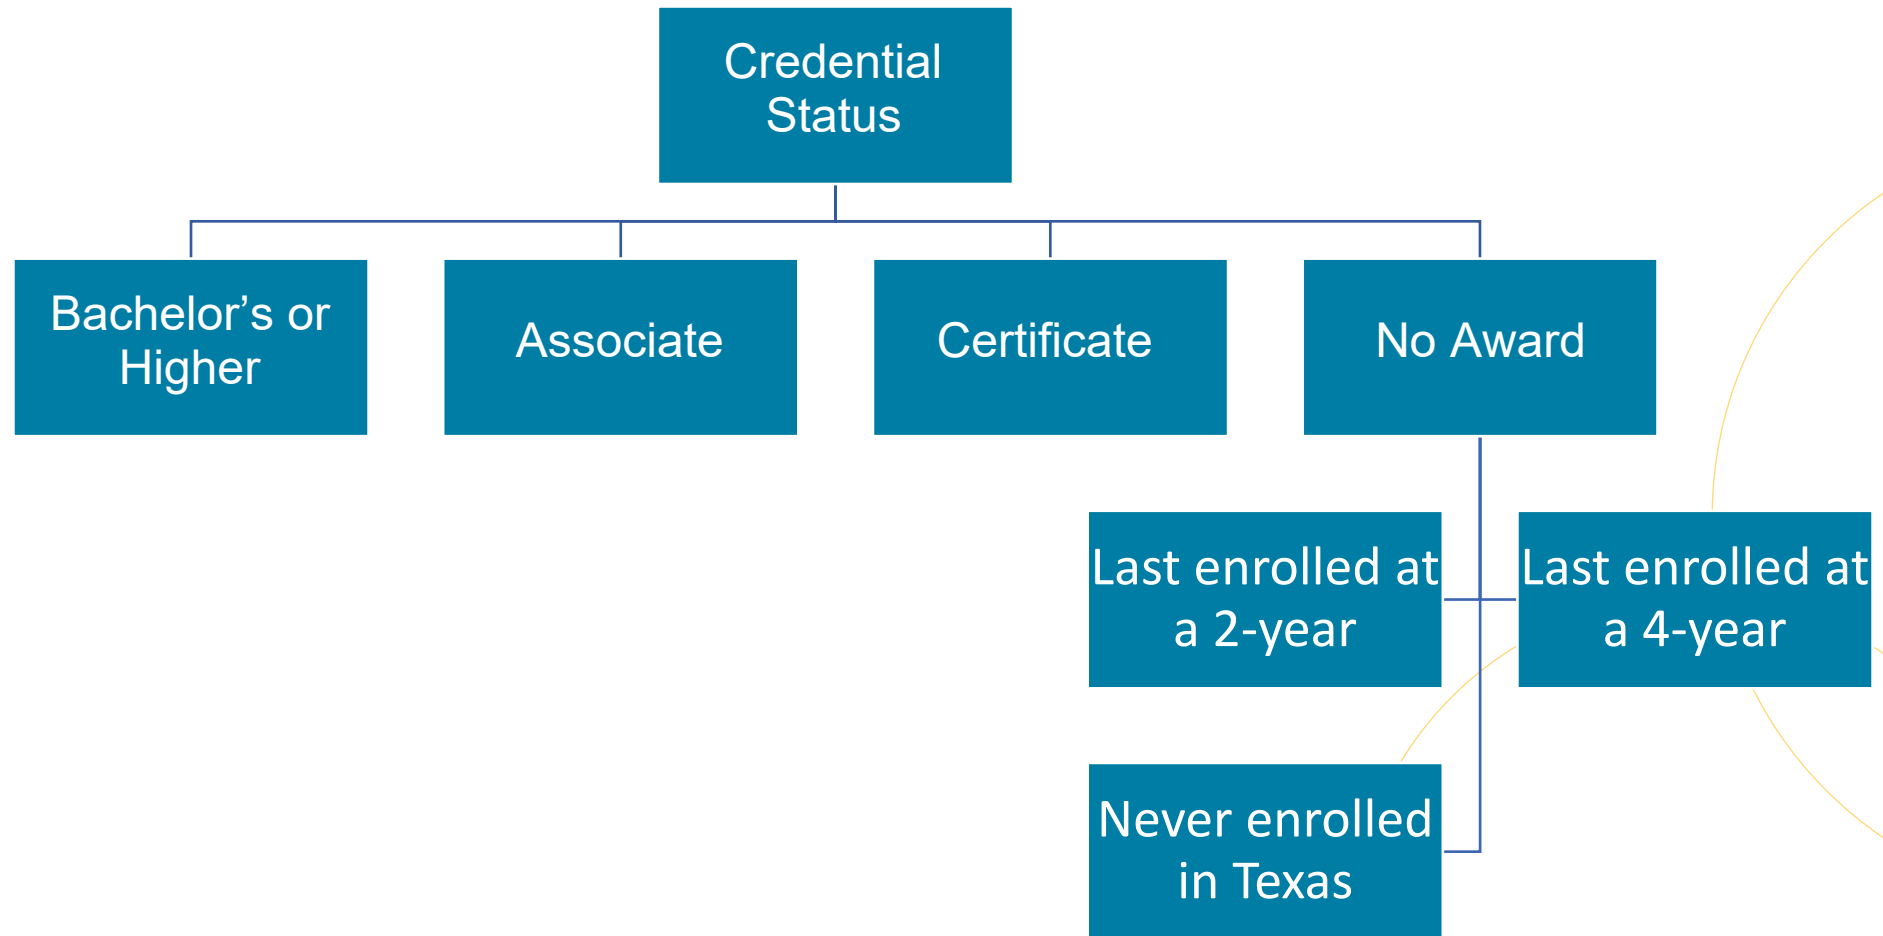 Credential
Status
Bachelor’s or
Higher
Associate
Certificate
No Award
Last enrolled at
a 2-year
Last enrolled at
a 4-year
Never enrolled
in Texas